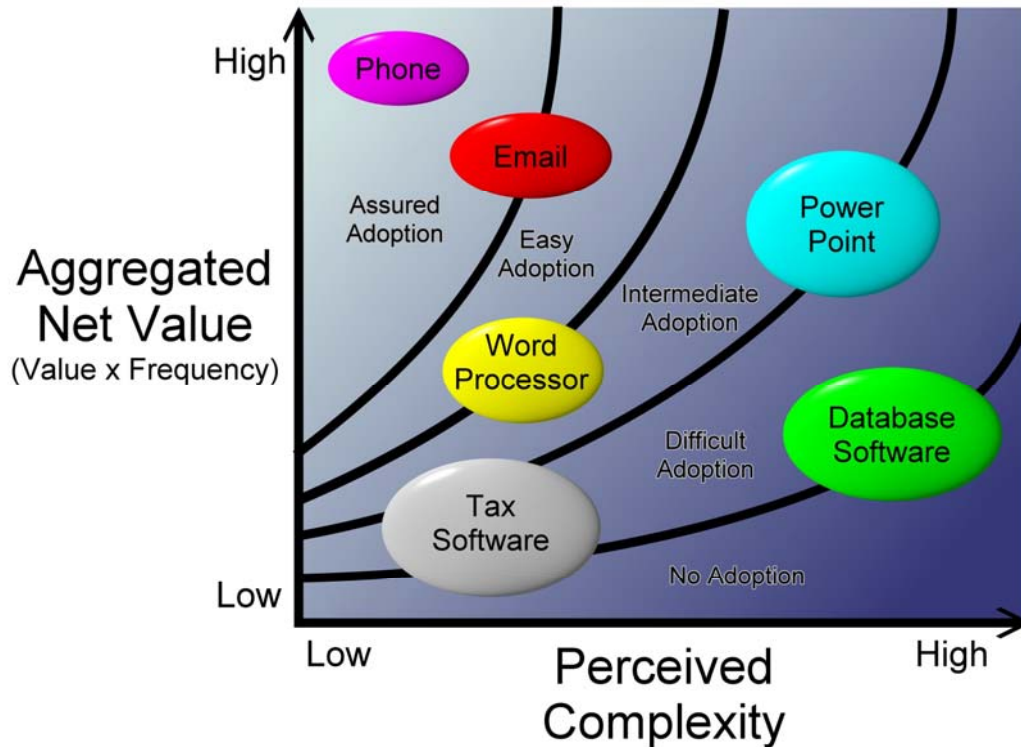 High
Phone
Email
Assured
Adoption
Easy
Adoption
Power
Point
Aggregated
Net Value
(Value x Frequency)
Intermediate
Adoption
Word
Processor
Database
Software
Difficult
Adoption
Tax
Software
No Adoption
Low
Low
High
Perceived
Complexity